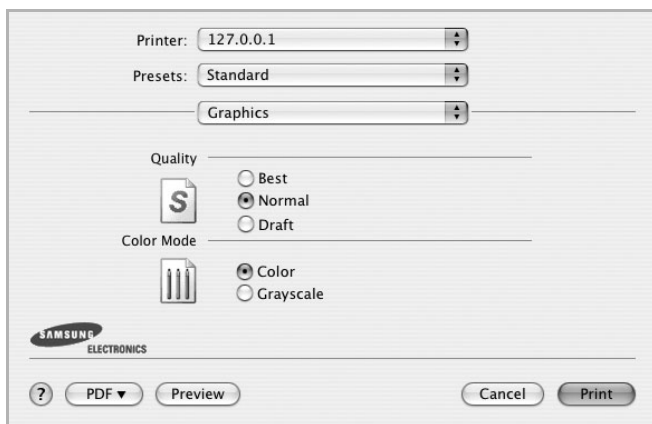 Printer: 127.0.0.1
Presets: Standard
Graphics
Quality
Best
S
Normal
Draft
Color Mode
Color
Grayscale
SAMSUNG
ELECTRONICS
? PDF ▼ Preview Cancel Print